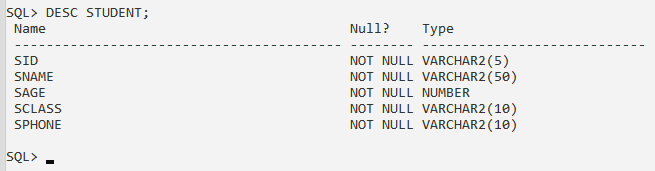 SQL> DESC STUDENT;
Name Null? Type
----------------------------------------- -------- ----------------------------
SID NOT NULL VARCHAR2(5)
SNAME NOT NULL VARCHAR2(50)
SAGE NOT NULL NUMBER
SCLASS NOT NULL VARCHAR2(10)
SPHONE NOT NULL VARCHAR2(10)
SQL>